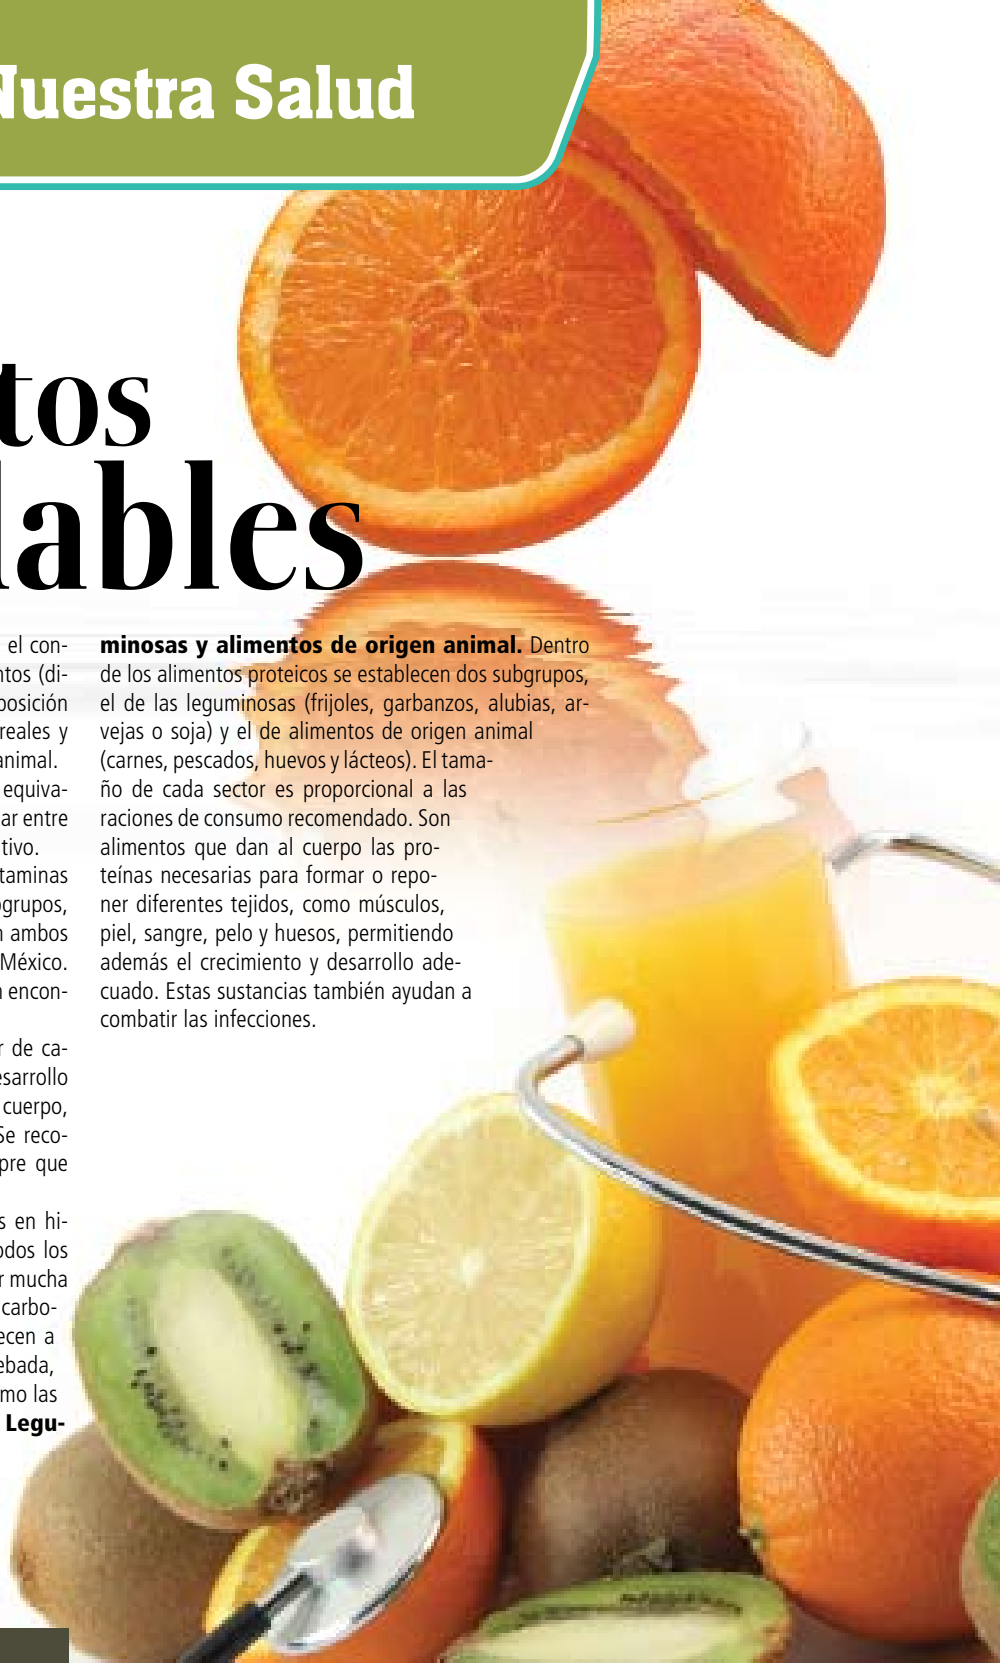 Nuestra Salud
tos
lables
el con-
ntos (di-
posición
reales y
animal.
equiva-
ar entre
tivo.
taminas
grupos,
n ambos
México.
encon-
r de ca-
esarrollo
cuerpo,
Se reco-
pre que
s en hi-
odos los
r mucha
carbo-
ecen a
ebada,
mo las
Legu-
minosas y alimentos de origen animal. Dentro
de los alimentos proteicos se establecen dos subgrupos,
el de las leguminosas (frijoles, garbanzos, alubias, ar-
vejas o soja) y el de alimentos de origen animal
(carnes, pescados, huevos y lácteos). El tama-
ño de cada sector es proporcional a las
raciones de consumo recomendado. Son
alimentos que dan al cuerpo las pro-
teínas necesarias para formar o repo-
ner diferentes tejidos, como músculos,
piel, sangre, pelo y huesos, permitiendo
además el crecimiento y desarrollo ade-
cuado. Estas sustancias también ayudan a
combatir las infecciones.